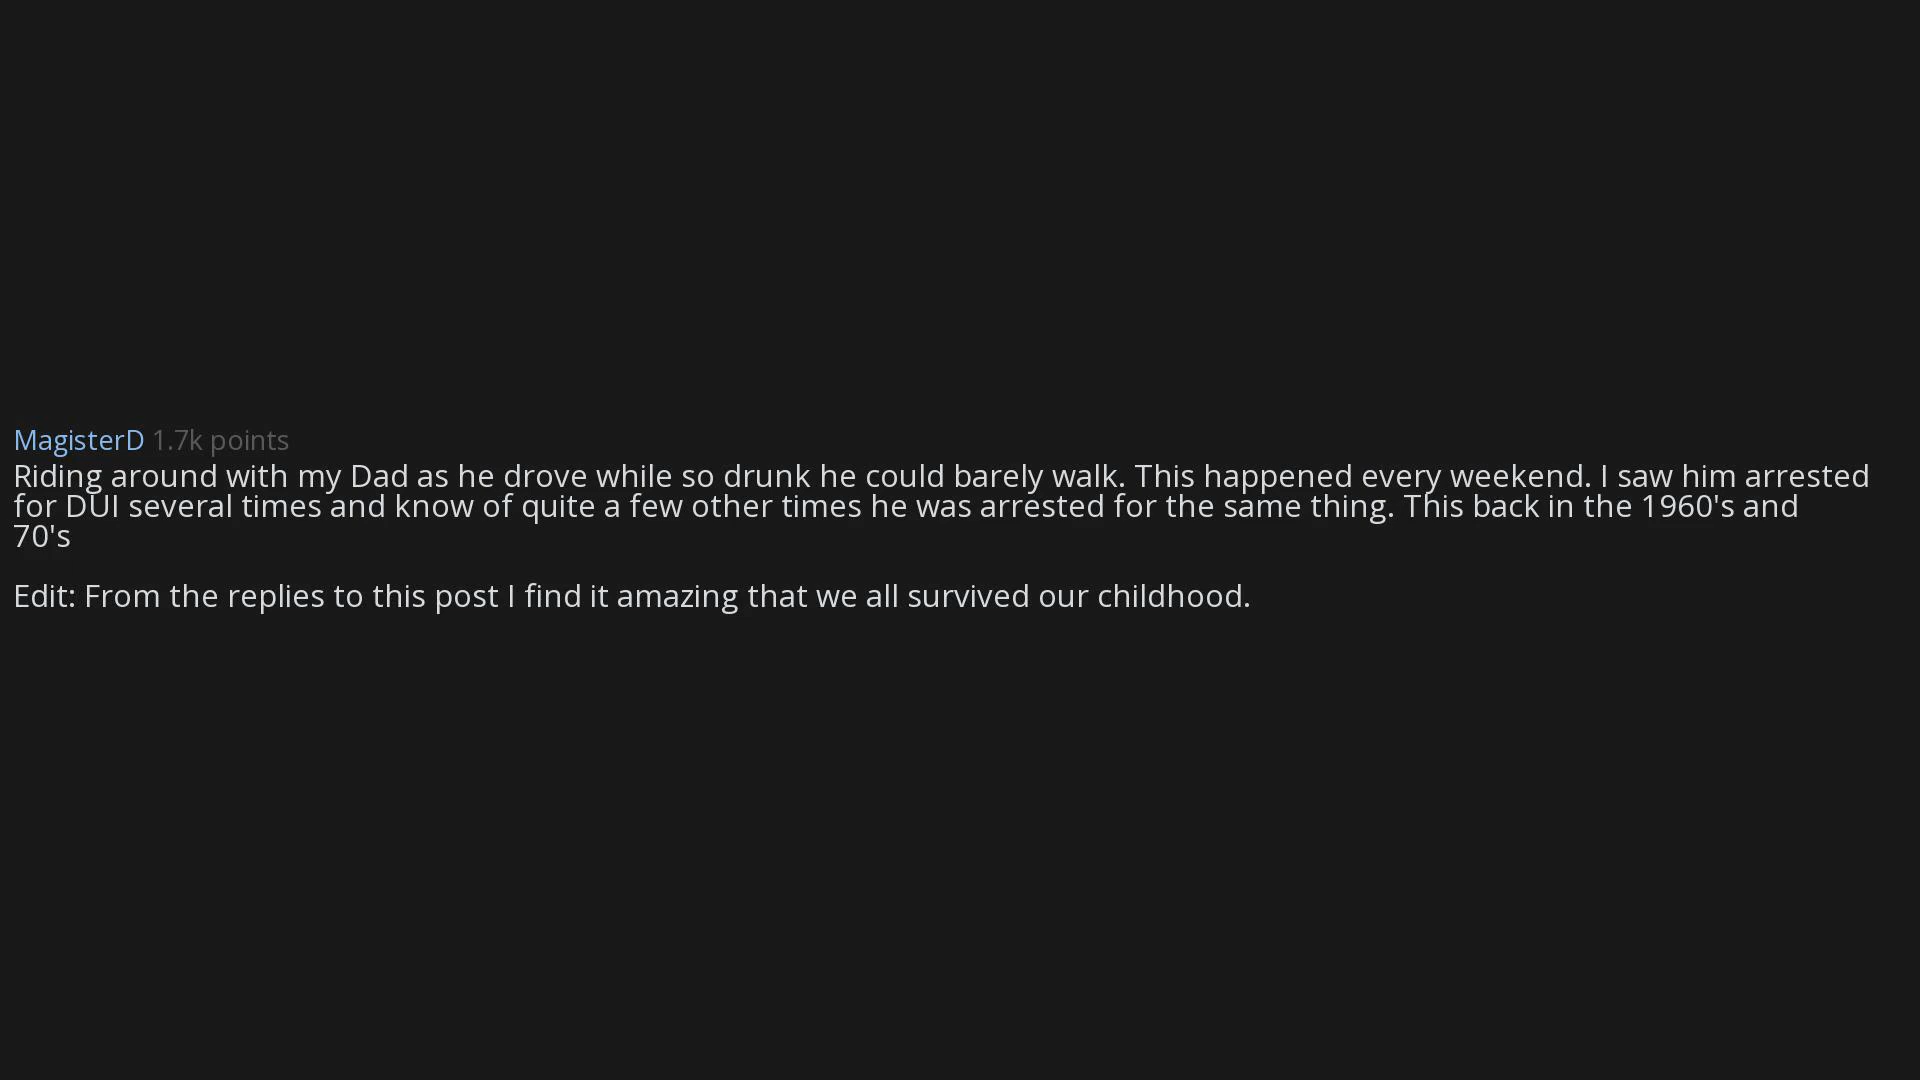 MagisterD 1.7k points
Riding around with my Dad as he drove while so drunk he could barely walk. This happened every weekend. I saw him arrested
for DUI several times and know of quite a few other times he was arrested for the same thing. This back in the 1960's and
70's
Edit: From the replies to this post I find it amazing that we all survived our childhood.